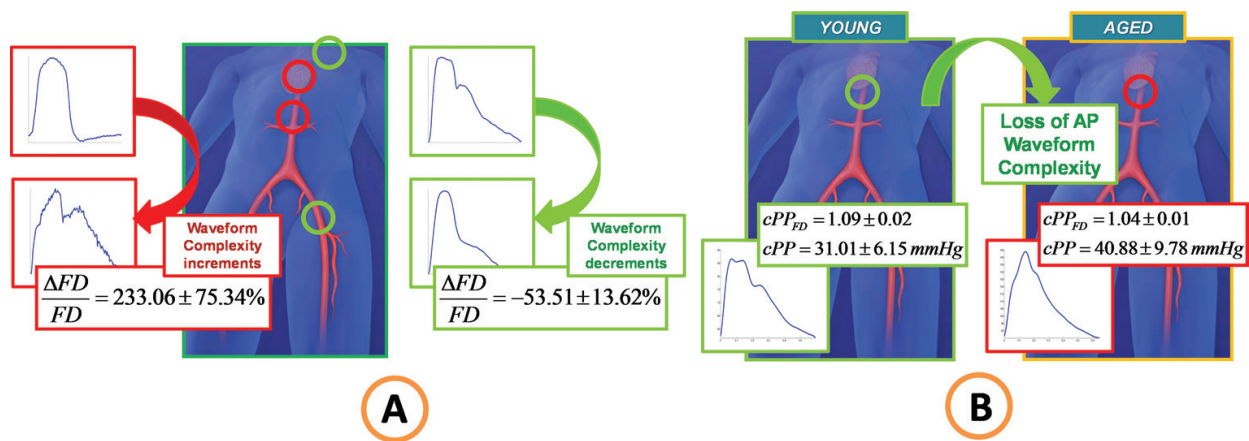 Waveform
Complexity
increments
ΔFD/FD = 233.06±75.34%
Waveform
Complexity
decrements
ΔFD/FD = −53.51±13.62%
A
YOUNG
AGED
Loss of AP
Waveform
Complexity
cPP_FD = 1.09±0.02
cPP = 31.01±6.15 mmHg
cPP_FD = 1.04±0.01
cPP = 40.88±9.78 mmHg
B